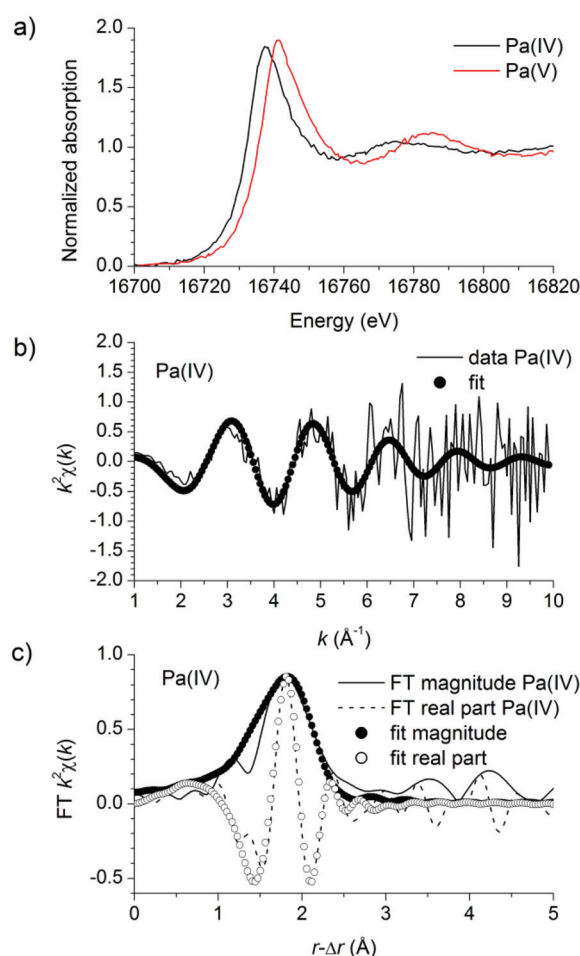 a)
2.0
1.5
1.0
0.5
0.0
Normalized absorption
Pa(IV)
Pa(V)
16700 16720 16740 16760 16780 16800 16820
Energy (eV)
b)
2.0
1.5
1.0
0.5
0.0
-0.5
-1.0
-1.5
-2.0
k²χ(k)
Pa(IV)
data Pa(IV)
fit
1 2 3 4 5 6 7 8 9 10
k (Å⁻¹)
c)
1.0
0.5
0.0
-0.5
FT k²χ(k)
Pa(IV)
FT magnitude Pa(IV)
FT real part Pa(IV)
fit magnitude
fit real part
0 1 2 3 4 5
r-Δr (Å)